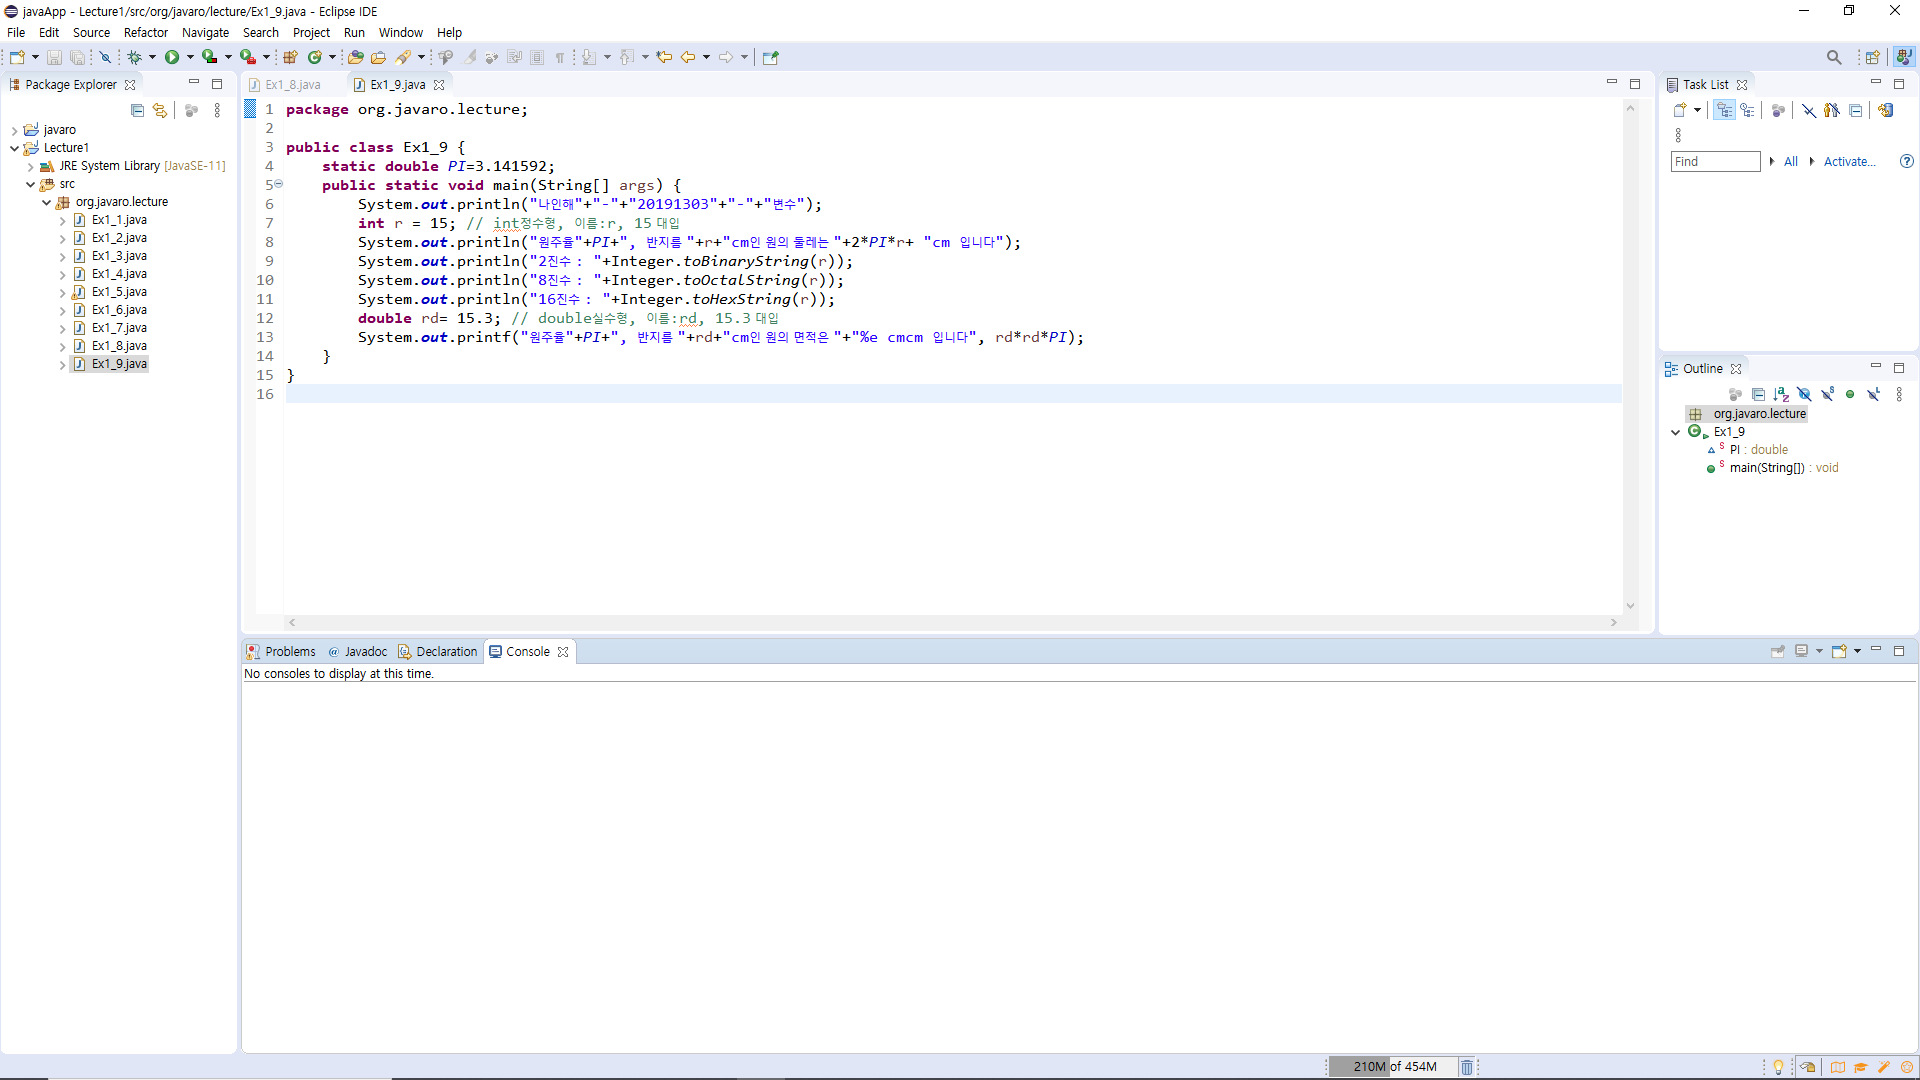 javaApp - Lecture1/src/org/javaro/lecture/Ex1_9.java - Eclipse IDE
File Edit Source Refactor Navigate Search Project Run Window Help
Package Explorer
javaro
Lecture1
JRE System Library [JavaSE-11]
src
org.javaro.lecture
Ex1_1.java
Ex1_2.java
Ex1_3.java
Ex1_4.java
Ex1_5.java
Ex1_6.java
Ex1_7.java
Ex1_8.java
Ex1_9.java
Ex1_8.java Ex1_9.java
1 package org.javaro.lecture;
2
3 public class Ex1_9 {
4 static double PI=3.141592;
5 public static void main(String[] args) {
6 System.out.println("나인해"+"-"+"20191303"+"-"+"변수");
7 int r = 15; // int정수형, 이름:r, 15 대입
8 System.out.println("원주율"+PI+", 반지름 "+r+"cm인 원의 둘레는 "+2*PI*r+ "cm 입니다");
9 System.out.println("2진수 : "+Integer.toBinaryString(r));
10 System.out.println("8진수 : "+Integer.toOctalString(r));
11 System.out.println("16진수 : "+Integer.toHexString(r));
12 double rd= 15.3; // double실수형, 이름:rd, 15.3 대입
13 System.out.printf("원주율"+PI+", 반지름 "+rd+"cm인 원의 면적은 "+"%e cmcm 입니다", rd*rd*PI);
14 }
15 }
16
Task List
Find All Activate...
Outline
org.javaro.lecture
Ex1_9
PI : double
main(String[]) : void
Problems Javadoc Declaration Console
No consoles to display at this time.
210M of 454M